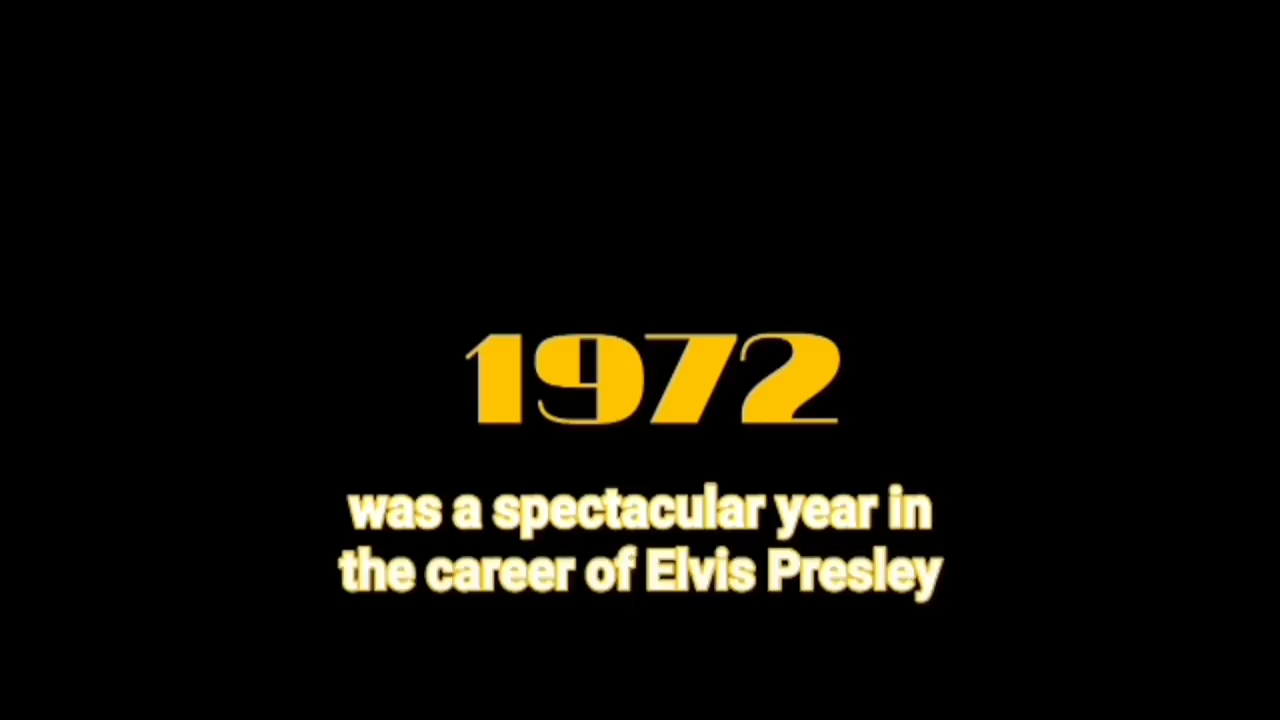 1972
was a spectacular year in
the career of Elvis Presley